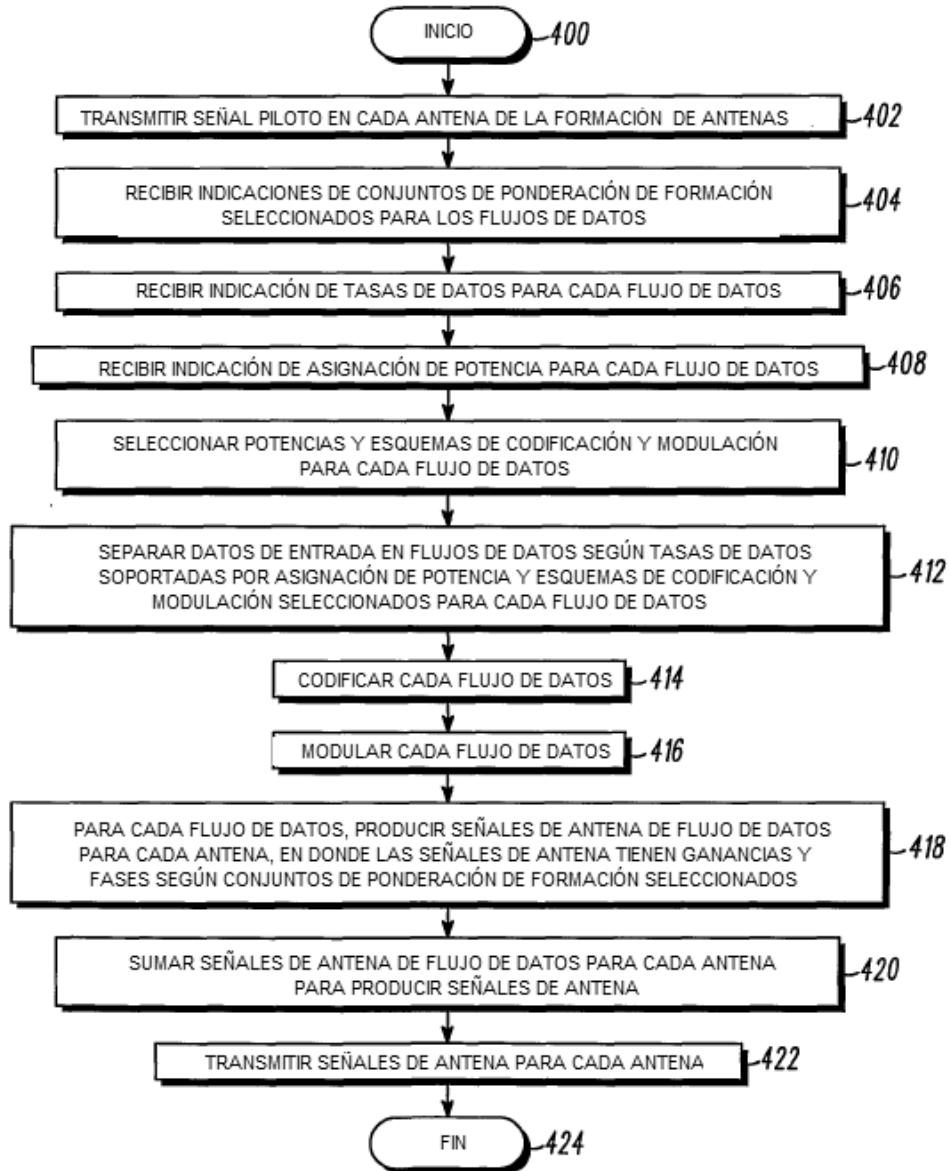 INICIO
400
TRANSMITIR SEÑAL PILOTO EN CADA ANTENA DE LA FORMACIÓN DE ANTENAS
402
RECIBIR INDICACIONES DE CONJUNTOS DE PONDERACIÓN DE FORMACIÓN
SELECCIONADOS PARA LOS FLUJOS DE DATOS
404
RECIBIR INDICACIÓN DE TASAS DE DATOS PARA CADA FLUJO DE DATOS
406
RECIBIR INDICACIÓN DE ASIGNACIÓN DE POTENCIA PARA CADA FLUJO DE DATOS
408
SELECCIONAR POTENCIAS Y ESQUEMAS DE CODIFICACIÓN Y MODULACIÓN
PARA CADA FLUJO DE DATOS
410
SEPARAR DATOS DE ENTRADA EN FLUJOS DE DATOS SEGÚN TASAS DE DATOS
SOPORTADAS POR ASIGNACIÓN DE POTENCIA Y ESQUEMAS DE CODIFICACIÓN Y
MODULACIÓN SELECCIONADOS PARA CADA FLUJO DE DATOS
412
CODIFICAR CADA FLUJO DE DATOS
414
MODULAR CADA FLUJO DE DATOS
416
PARA CADA FLUJO DE DATOS, PRODUCIR SEÑALES DE ANTENA DE FLUJO DE DATOS
PARA CADA ANTENA, EN DONDE LAS SEÑALES DE ANTENA TIENEN GANANCIAS Y
FASES SEGÚN CONJUNTOS DE PONDERACIÓN DE FORMACIÓN SELECCIONADOS
418
SUMAR SEÑALES DE ANTENA DE FLUJO DE DATOS PARA CADA ANTENA
PARA PRODUCIR SEÑALES DE ANTENA
420
TRANSMITIR SEÑALES DE ANTENA PARA CADA ANTENA
422
FIN
424